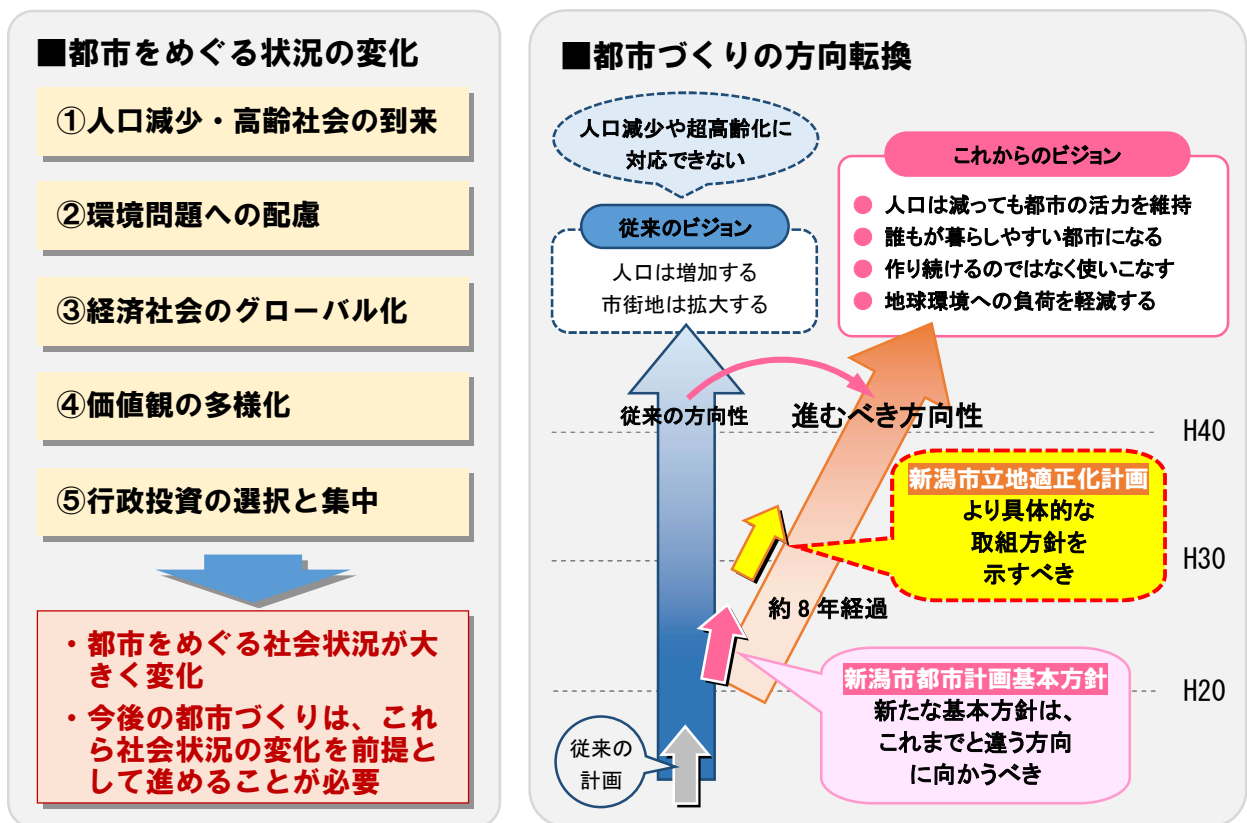 ■都市をめぐる状況の変化
①人口減少・高齢社会の到来
②環境問題への配慮
③経済社会のグローバル化
④価値観の多様化
⑤行政投資の選択と集中
・都市をめぐる社会状況が大
きく変化
・今後の都市づくりは、これ
ら社会状況の変化を前提と
して進めることが必要
■都市づくりの方向転換
人口減少や超高齢化に
対応できない
従来のビジョン
人口は増加する
市街地は拡大する
これからのビジョン
● 人口は減っても都市の活力を維持
● 誰もが暮らしやすい都市になる
● 作り続けるのではなく使いこなす
● 地球環境への負荷を軽減する
従来の方向性
進むべき方向性
H40
新潟市立地適正化計画
より具体的な
取組方針を
示すべき
H30
約8年経過
新潟市都市計画基本方針
新たな基本方針は、
これまでと違う方向
に向かうべき
H20
従来の
計画